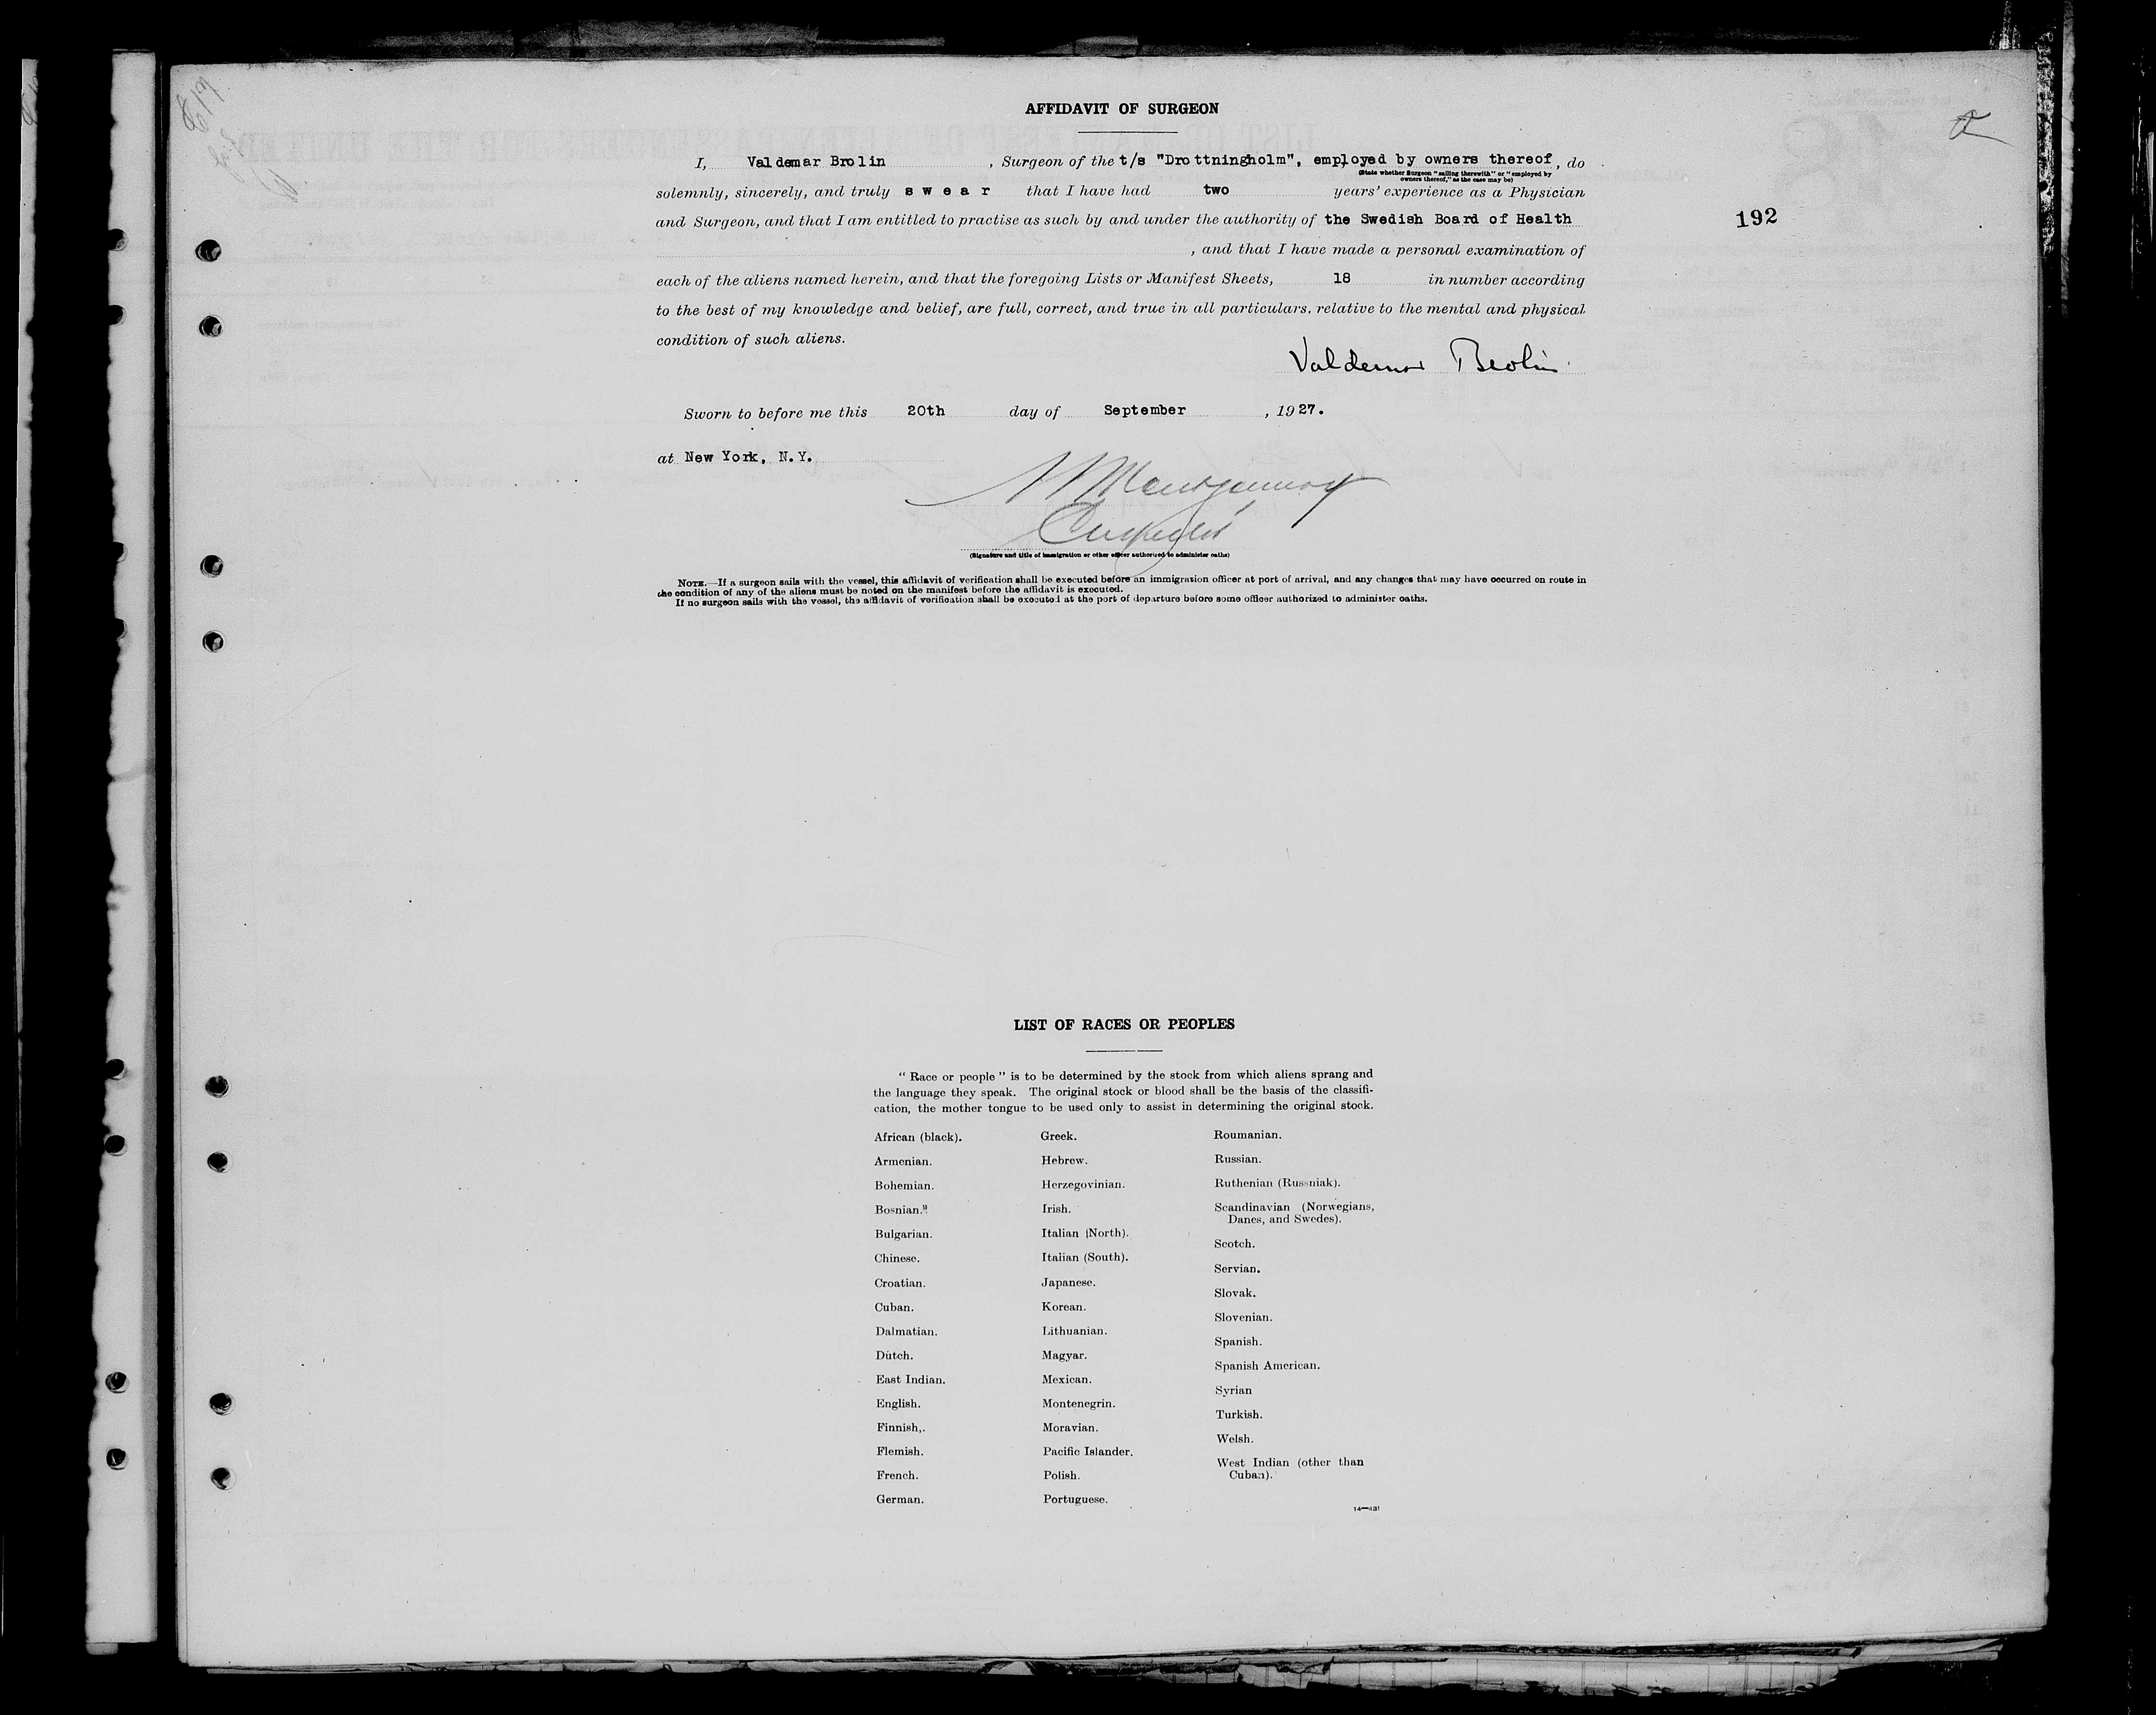 AFFIDAVIT OF SURGEON
I, Valdemar Brolin, Surgeon of the t/s "Drottningholm", employed by owners thereof, do
(State whether Surgeon "sailing therewith" or "employed by
owners thereof," as the case may be)
solemnly, sincerely, and truly s w e a r that I have had two years' experience as a Physician
and Surgeon, and that I am entitled to practise as such by and under the authority of the Swedish Board of Health
192
, and that I have made a personal examination of
each of the aliens named herein, and that the foregoing Lists or Manifest Sheets, 18 in number according
to the best of my knowledge and belief, are full, correct, and true in all particulars. relative to the mental and physical
condition of such aliens.
Valdemar Brolin
Sworn to before me this 20th day of September, 1927.
at New York, N.Y.
Montgomery
Inspector
(Signature and title of immigration or other officer authorized to administer oaths)
NOTE.—If a surgeon sails with the vessel, this affidavit of verification shall be executed before an immigration officer at port of arrival, and any changes that may have occurred on route in
the condition of any of the aliens must be noted on the manifest before the affidavit is executed.
If no surgeon sails with the vessel, the affidavit of verification shall be executed at the port of departure before some officer authorized to administer oaths.
LIST OF RACES OR PEOPLES
"Race or people" is to be determined by the stock from which aliens sprang and
the language they speak. The original stock or blood shall be the basis of the classifi-
cation, the mother tongue to be used only to assist in determining the original stock.
African (black).
Armenian.
Bohemian.
Bosnian.
Bulgarian.
Chinese.
Croatian.
Cuban.
Dalmatian.
Dutch.
East Indian.
English.
Finnish,.
Flemish.
French.
German.
Greek.
Hebrew.
Herzegovinian.
Irish.
Italian (North).
Italian (South).
Japanese.
Korean.
Lithuanian.
Magyar.
Mexican.
Montenegrin.
Moravian.
Pacific Islander.
Polish.
Portuguese.
Roumanian.
Russian.
Ruthenian (Russniak).
Scandinavian (Norwegians,
Danes, and Swedes).
Scotch.
Servian.
Slovak.
Slovenian.
Spanish.
Spanish American.
Syrian
Turkish.
Welsh.
West Indian (other than
Cuban).
14—431